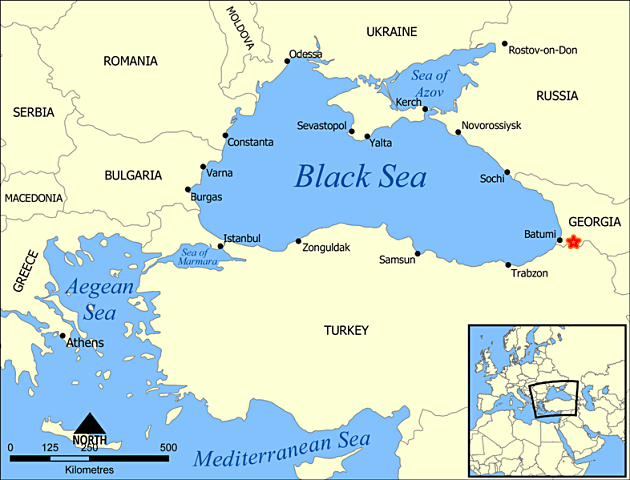 MOLDOVA
UKRAINE
Rostov-on-Don
Odessa
ROMANIA
Sea of
Azov
RUSSIA
Kerch
SERBIA
Sevastopol
Novorossiysk
Constanta
Yalta
Varna
BULGARIA
Black Sea
Sochi
MACEDONIA
Burgas
GEORGIA
Batumi
Istanbul
Zonguldak
Sea of
Marmara
Samsun
GREECE
Trabzon
Aegean
Sea
TURKEY
Athens
NORTH
Mediterranean Sea
0 125 250 500
Kilometres